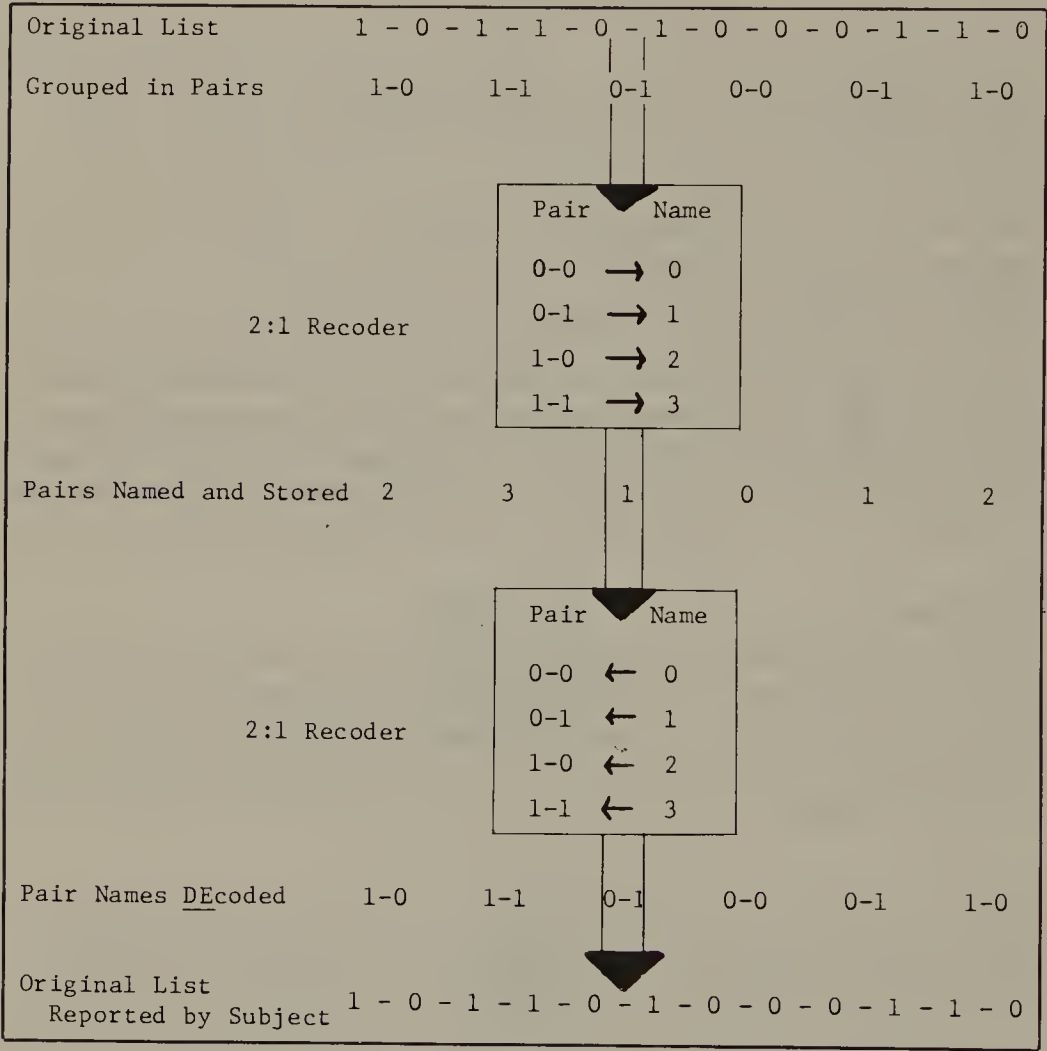 Original List 1 - 0 - 1 - 1 - 0 - 1 - 0 - 0 - 0 - 1 - 1 - 0
Grouped in Pairs 1-0 1-1 0-1 0-0 0-1 1-0
Pair Name
0-0 → 0
0-1 → 1
2:1 Recoder
1-0 → 2
1-1 → 3
Pairs Named and Stored 2 3 1 0 1 2
Pair Name
0-0 ← 0
0-1 ← 1
2:1 Recoder
1-0 ← 2
1-1 ← 3
Pair Names DEcoded 1-0 1-1 0-1 0-0 0-1 1-0
Original List
Reported by Subject 1 - 0 - 1 - 1 - 0 - 1 - 0 - 0 - 0 - 1 - 1 - 0